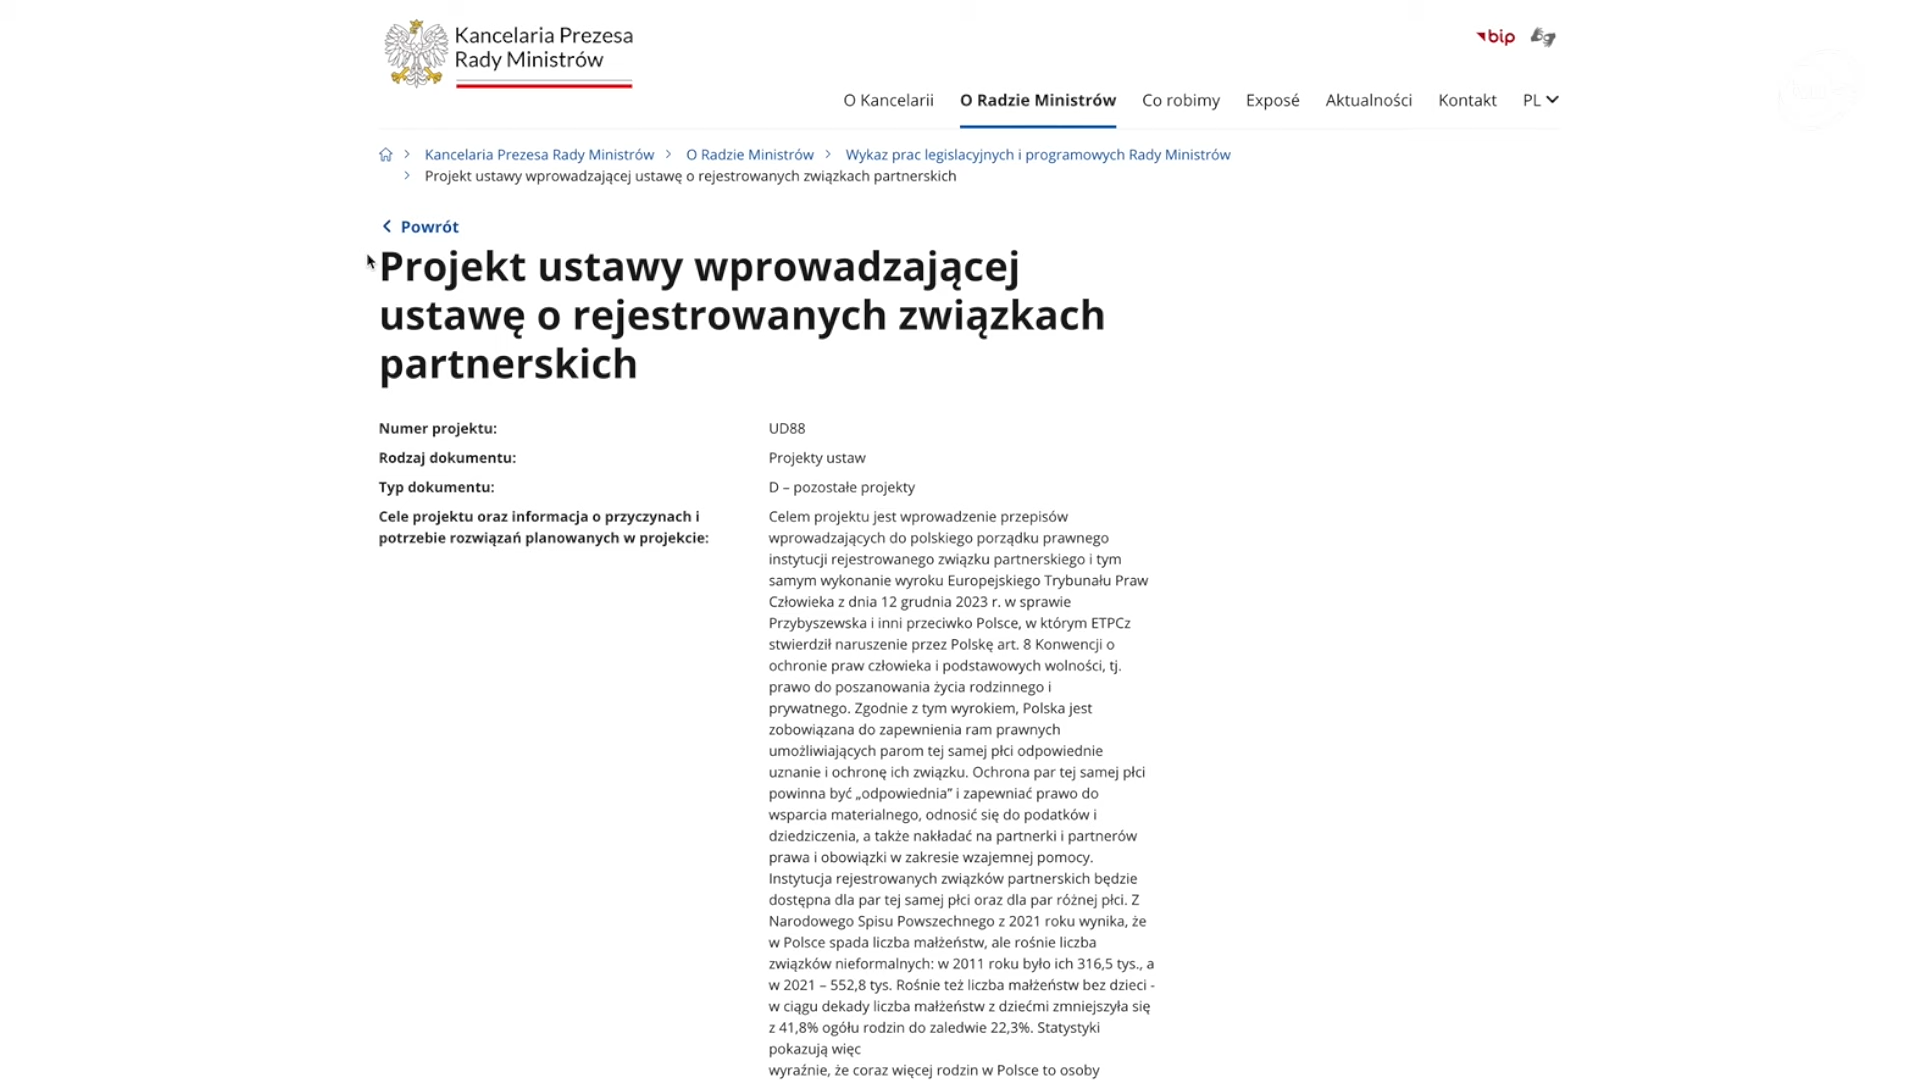 Kancelaria Prezesa
Rady Ministrów
bip
O Kancelarii O Radzie Ministrów Co robimy Exposé Aktualności Kontakt PL
Kancelaria Prezesa Rady Ministrów > O Radzie Ministrów > Wykaz prac legislacyjnych i programowych Rady Ministrów
> Projekt ustawy wprowadzającej ustawę o rejestrowanych związkach partnerskich
Powrót
Projekt ustawy wprowadzającej
ustawę o rejestrowanych związkach
partnerskich
Numer projektu: UD88
Rodzaj dokumentu: Projekty ustaw
Typ dokumentu: D – pozostałe projekty
Cele projektu oraz informacja o przyczynach i
potrzebie rozwiązań planowanych w projekcie:
Celem projektu jest wprowadzenie przepisów
wprowadzających do polskiego porządku prawnego
instytucji rejestrowanego związku partnerskiego i tym
samym wykonanie wyroku Europejskiego Trybunału Praw
Człowieka z dnia 12 grudnia 2023 r. w sprawie
Przybyszewska i inni przeciwko Polsce, w którym ETPCz
stwierdził naruszenie przez Polskę art. 8 Konwencji o
ochronie praw człowieka i podstawowych wolności, tj.
prawo do poszanowania życia rodzinnego i
prywatnego. Zgodnie z tym wyrokiem, Polska jest
zobowiązana do zapewnienia ram prawnych
umożliwiających parom tej samej płci odpowiednie
uznanie i ochronę ich związku. Ochrona par tej samej płci
powinna być „odpowiednia” i zapewniać prawo do
wsparcia materialnego, odnosić się do podatków i
dziedziczenia, a także nakładać na partnerki i partnerów
prawa i obowiązki w zakresie wzajemnej pomocy.
Instytucja rejestrowanych związków partnerskich będzie
dostępna dla par tej samej płci oraz dla par różnej płci. Z
Narodowego Spisu Powszechnego z 2021 roku wynika, że
w Polsce spada liczba małżeństw, ale rośnie liczba
związków nieformalnych: w 2011 roku było ich 316,5 tys., a
w 2021 – 552,8 tys. Rośnie też liczba małżeństw bez dzieci -
w ciągu dekady liczba małżeństw z dziećmi zmniejszyła się
z 41,8% ogółu rodzin do zaledwie 22,3%. Statystyki
pokazują więc
wyraźnie, że coraz więcej rodzin w Polsce to osoby